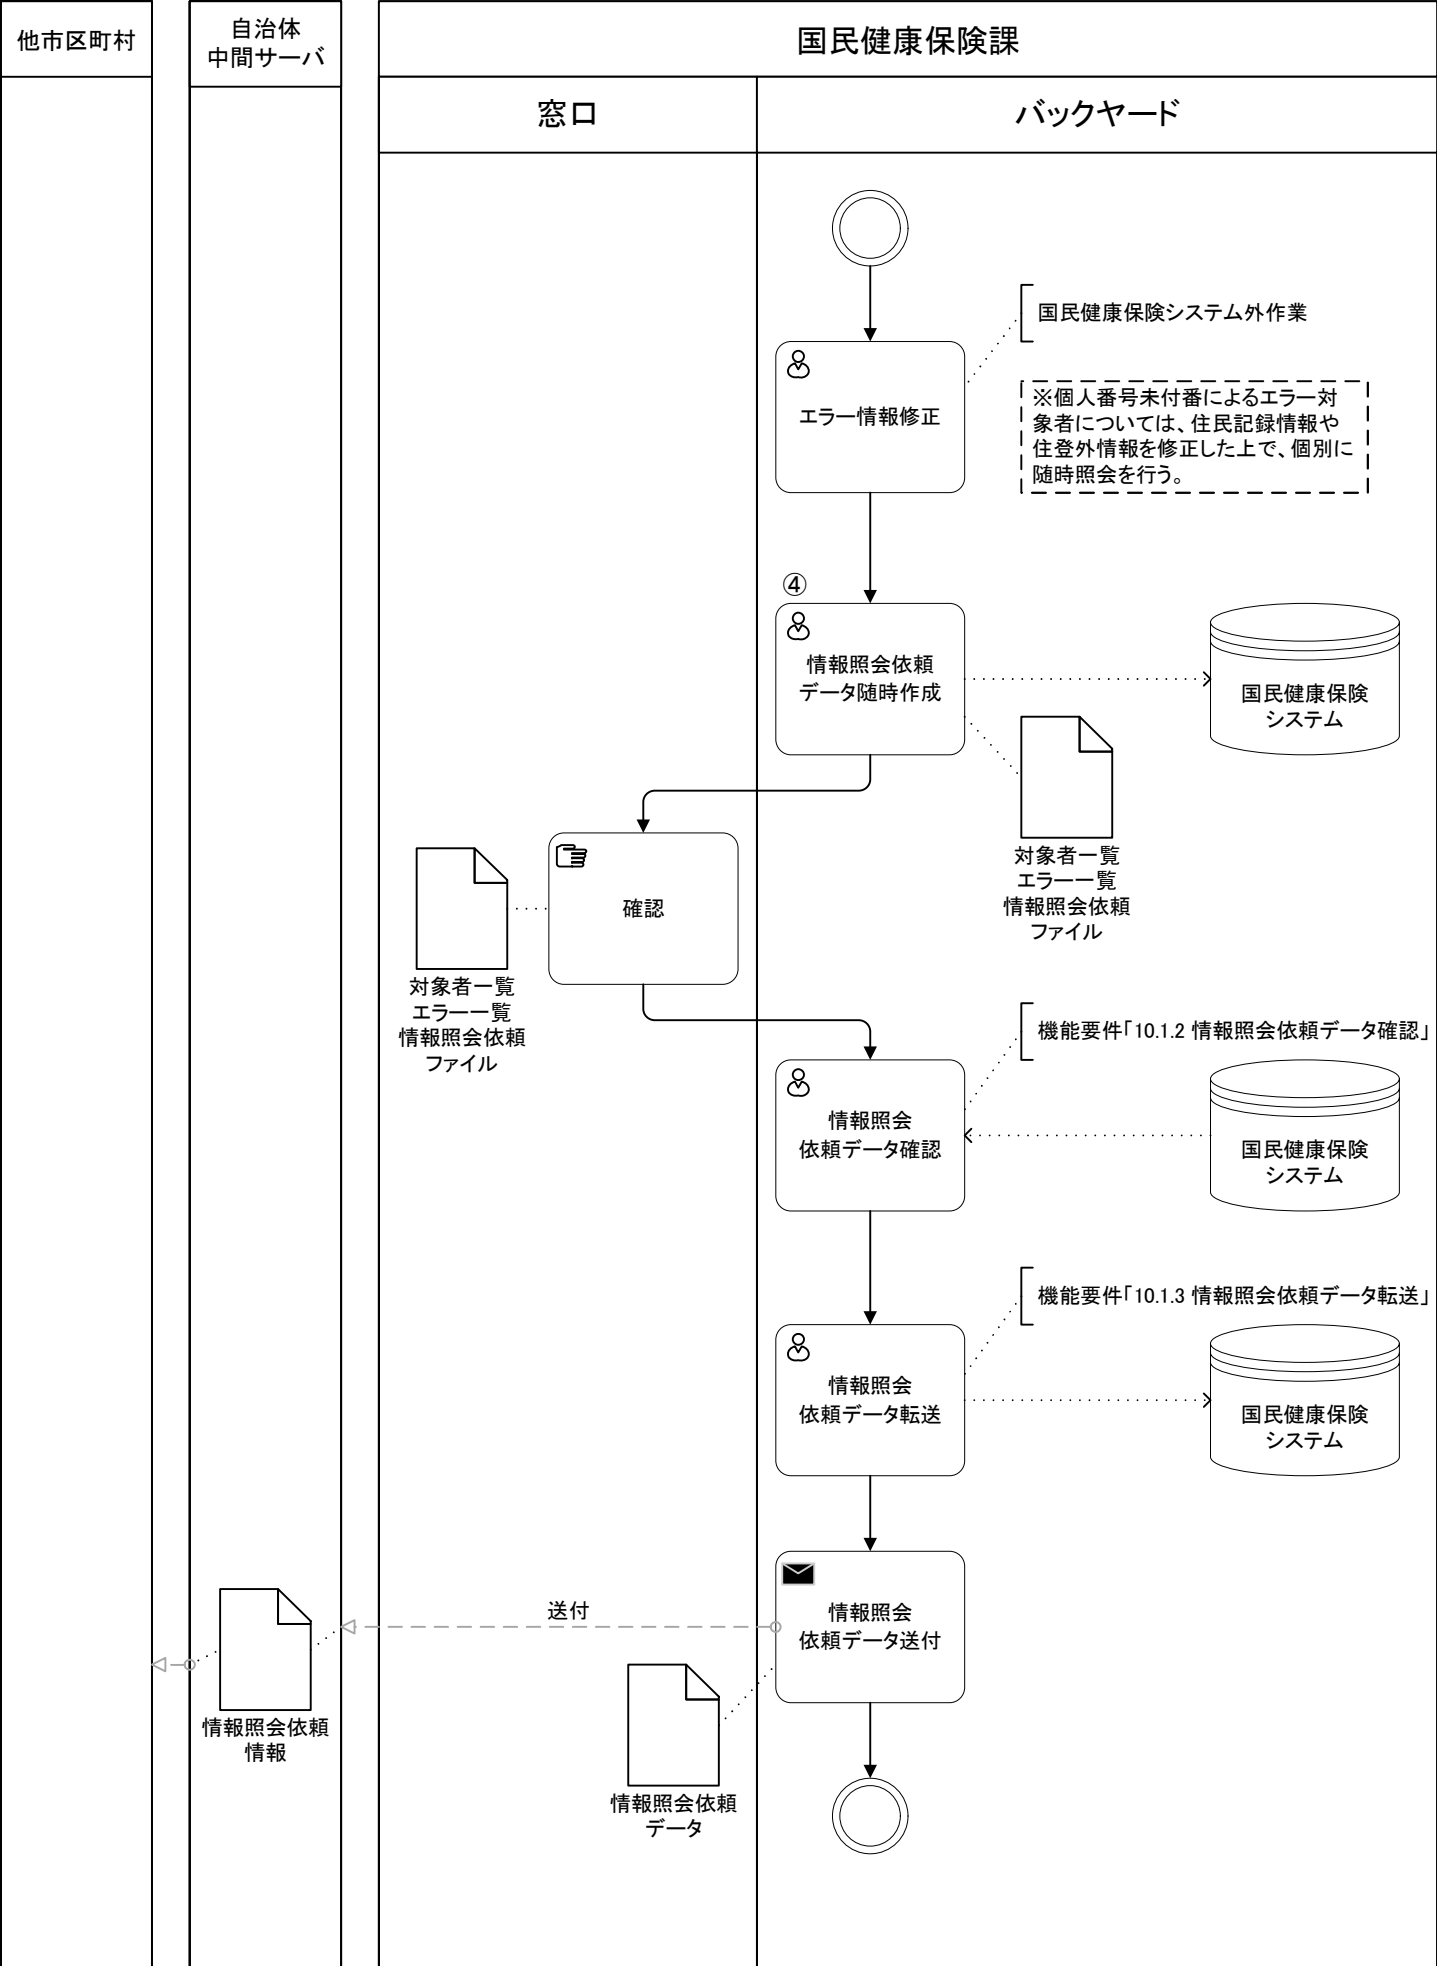 他市区町村
自治体
中間サーバ
国民健康保険課
窓口
バックヤード
国民健康保険システム外作業
エラー情報修正
※個人番号未付番によるエラー対
象者については、住民記録情報や
住登外情報を修正した上で、個別に
随時照会を行う。
④
情報照会依頼
データ随時作成
国民健康保険
システム
対象者一覧
エラー一覧
情報照会依頼
ファイル
確認
対象者一覧
エラー一覧
情報照会依頼
ファイル
機能要件「10.1.2 情報照会依頼データ確認」
情報照会
依頼データ確認
国民健康保険
システム
機能要件「10.1.3 情報照会依頼データ転送」
情報照会
依頼データ転送
国民健康保険
システム
送付
情報照会
依頼データ送付
情報照会依頼
情報
情報照会依頼
データ